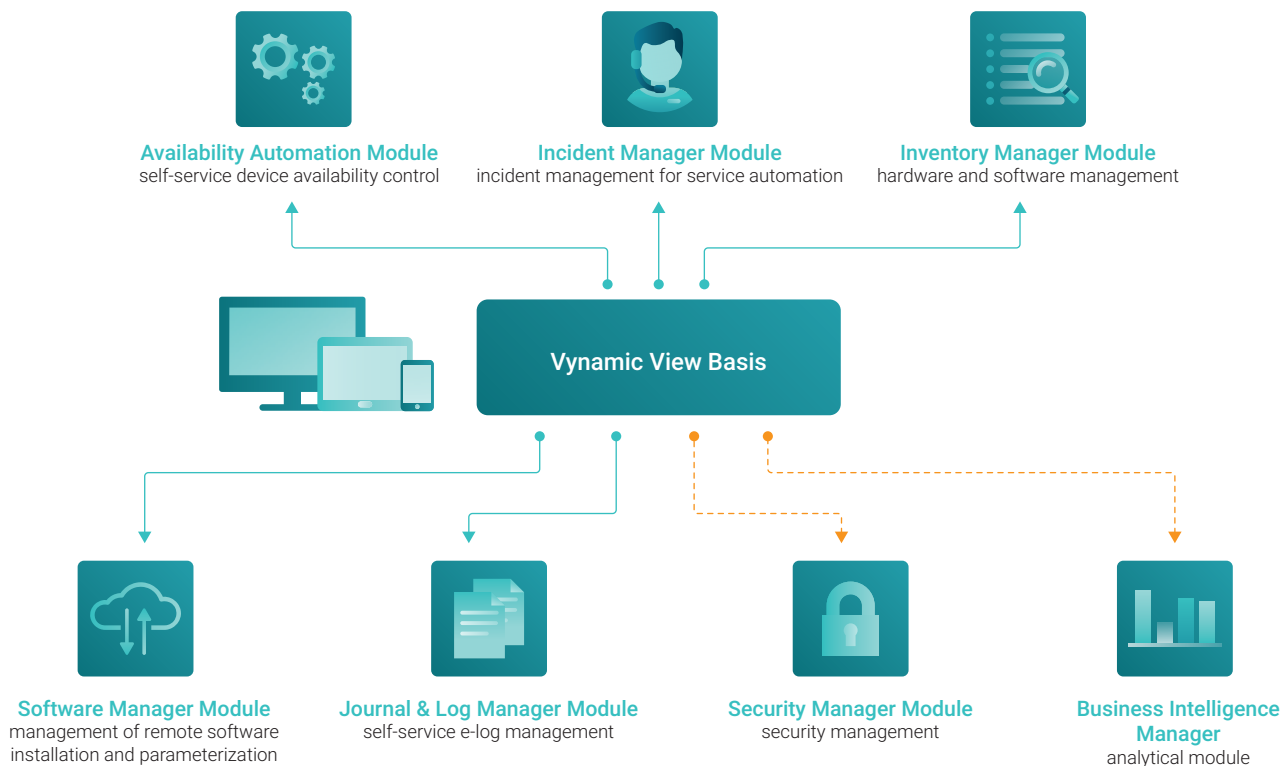 Availability Automation Module
self-service device availability control
Incident Manager Module
incident management for service automation
Inventory Manager Module
hardware and software management
Vynamic View Basis
Software Manager Module
management of remote software
installation and parameterization
Journal & Log Manager Module
self-service e-log management
Security Manager Module
security management
Business Intelligence
Manager
analytical module